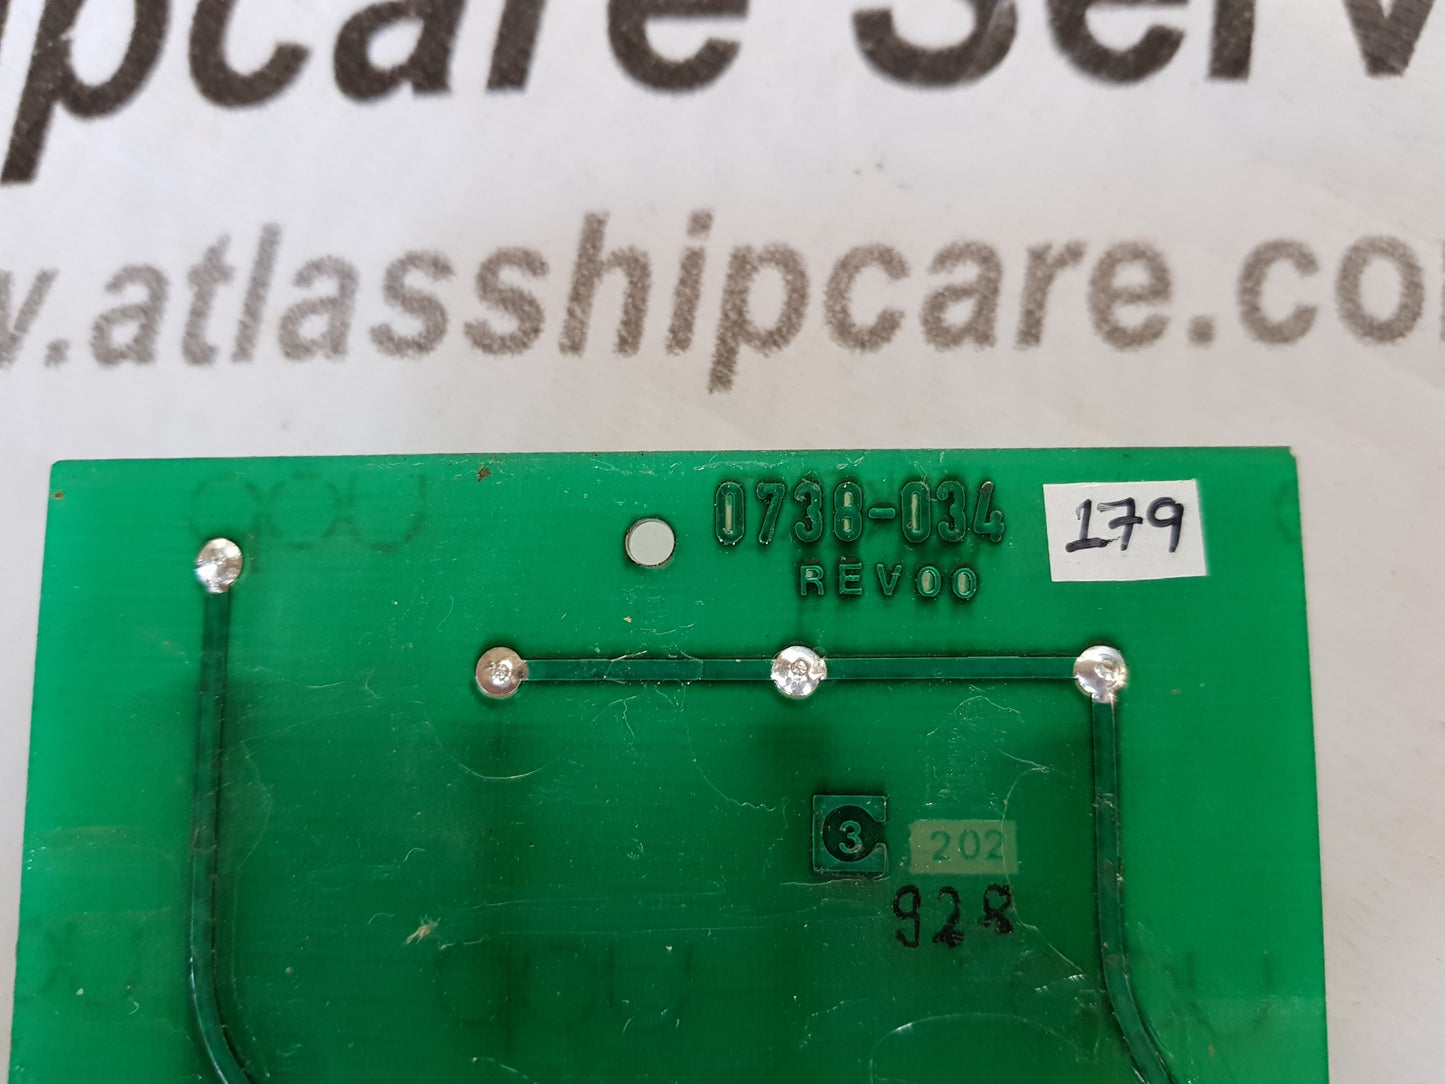 pcare Serv
w.atlasshipcare.co
0738-034
179
REV00
3
202
928